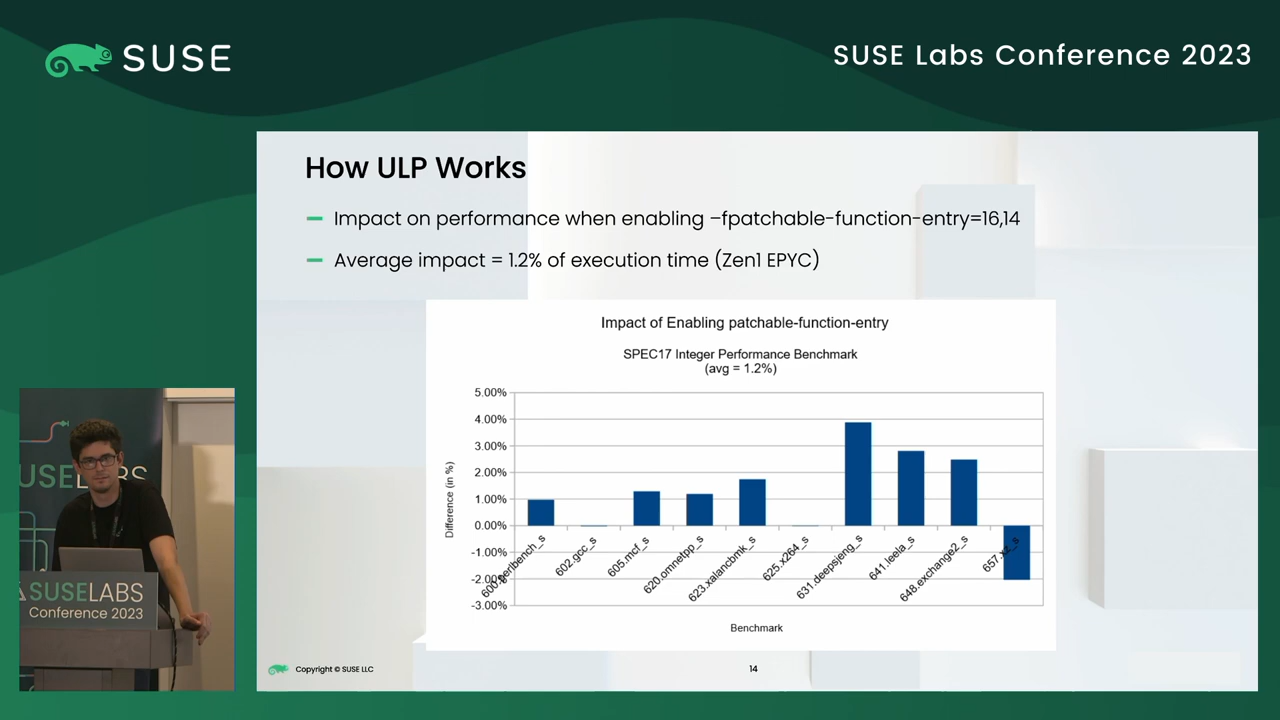 SUSE
SUSE Labs Conference 2023
How ULP Works
Impact on performance when enabling –fpatchable-function-entry=16,14
Average impact = 1.2% of execution time (Zen1 EPYC)
Impact of Enabling patchable-function-entry
SPEC17 Integer Performance Benchmark
(avg = 1.2%)
Difference (in %)
5.00%
4.00%
3.00%
2.00%
1.00%
0.00%
-1.00%
-2.00%
-3.00%
600.perlbench_s
602.gcc_s
605.mcf_s
620.omnetpp_s
623.xalancbmk_s
625.x264_s
631.deepsjeng_s
641.leela_s
648.exchange2_s
657.xz_s
Benchmark
Copyright © SUSE LLC
14
SUSELABS
Conference 2023